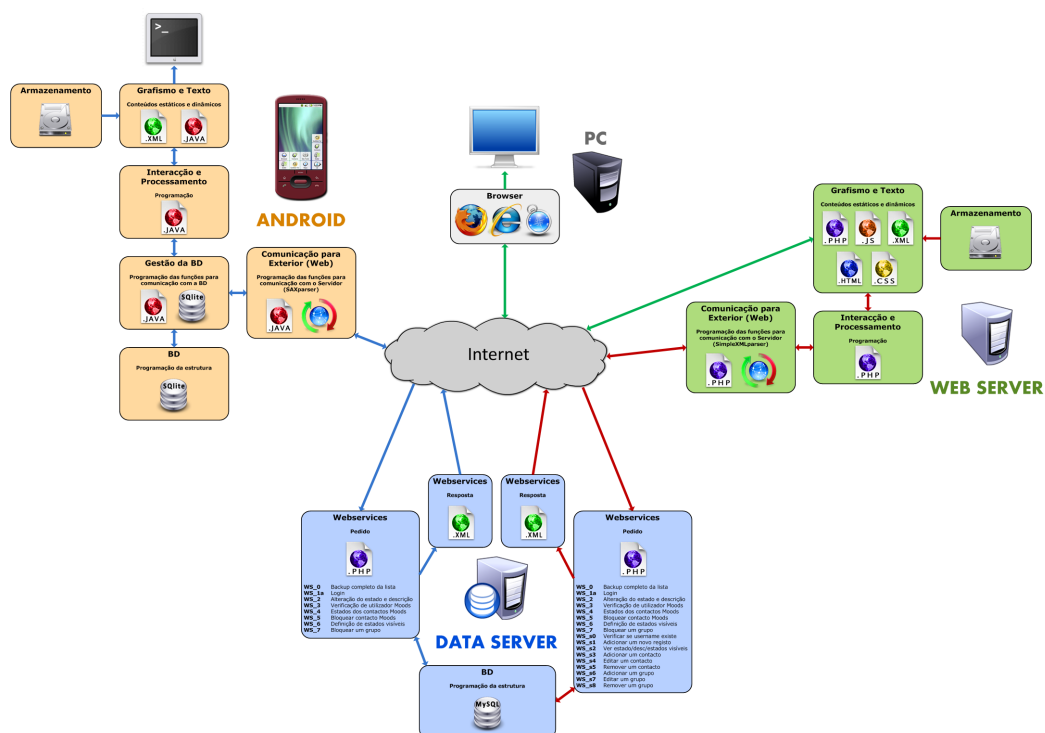 >_
Armazenamento
Grafismo e Texto
Conteúdos estáticos e dinâmicos
.XML
.JAVA
Interacção e
Processamento
Programação
.JAVA
ANDROID
Gestão da BD
Programação das funções para
comunicação com a BD
.JAVA
SQlite
Comunicação para
Exterior (Web)
Programação das funções para
comunicação com o Servidor
(SAXparser)
.JAVA
BD
Programação da estrutura
SQlite
PC
Browser
Internet
Grafismo e Texto
Conteúdos estáticos e dinâmicos
.PHP
.JS
.XML
.HTML
.CSS
Armazenamento
Comunicação para
Exterior (Web)
Programação das funções para
comunicação com o Servidor
(SimpleXMLparser)
.PHP
Interacção e
Processamento
Programação
.PHP
WEB SERVER
Webservices
Resposta
.XML
Webservices
Resposta
.XML
Webservices
Pedido
.PHP
WS_0 Backup completo da lista
WS_1a Login
WS_2 Alteração do estado e descrição
WS_3 Verificação de utilizador Moods
WS_4 Estados dos contactos Moods
WS_5 Bloquear contacto Moods
WS_6 Definição de estados visíveis
WS_7 Bloquear um grupo
Webservices
Pedido
.PHP
WS_0 Backup completo da lista
WS_1a Login
WS_2 Alteração do estado e descrição
WS_3 Verificação de utilizador Moods
WS_4 Estados dos contactos Moods
WS_5 Bloquear contacto Moods
WS_6 Definição de estados visíveis
WS_7 Bloquear um grupo
WS_s0 Verificar se username existe
WS_s1 Adicionar um novo registo
WS_s2 Ver estado/desc/estados visíveis
WS_s3 Adicionar um contacto
WS_s4 Editar um contacto
WS_s5 Remover um contacto
WS_s6 Adicionar um grupo
WS_s7 Editar um grupo
WS_s8 Remover um grupo
DATA SERVER
BD
Programação da estrutura
MySQL